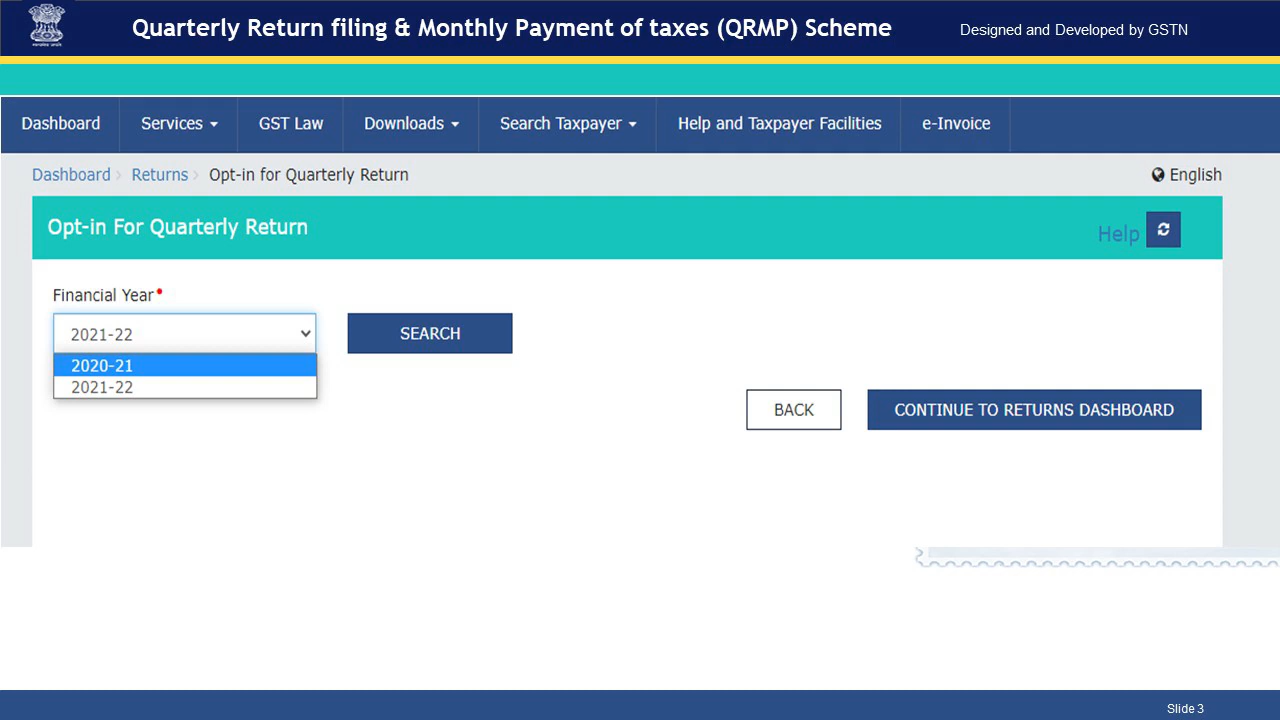 Quarterly Return filing & Monthly Payment of taxes (QRMP) Scheme
Designed and Developed by GSTN
Dashboard
Services
GST Law
Downloads
Search Taxpayer
Help and Taxpayer Facilities
e-Invoice
Dashboard
Returns
Opt-in for Quarterly Return
English
Opt-in For Quarterly Return
Help
Financial Year
2021-22
SEARCH
2020-21
2021-22
BACK
CONTINUE TO RETURNS DASHBOARD
Slide 3